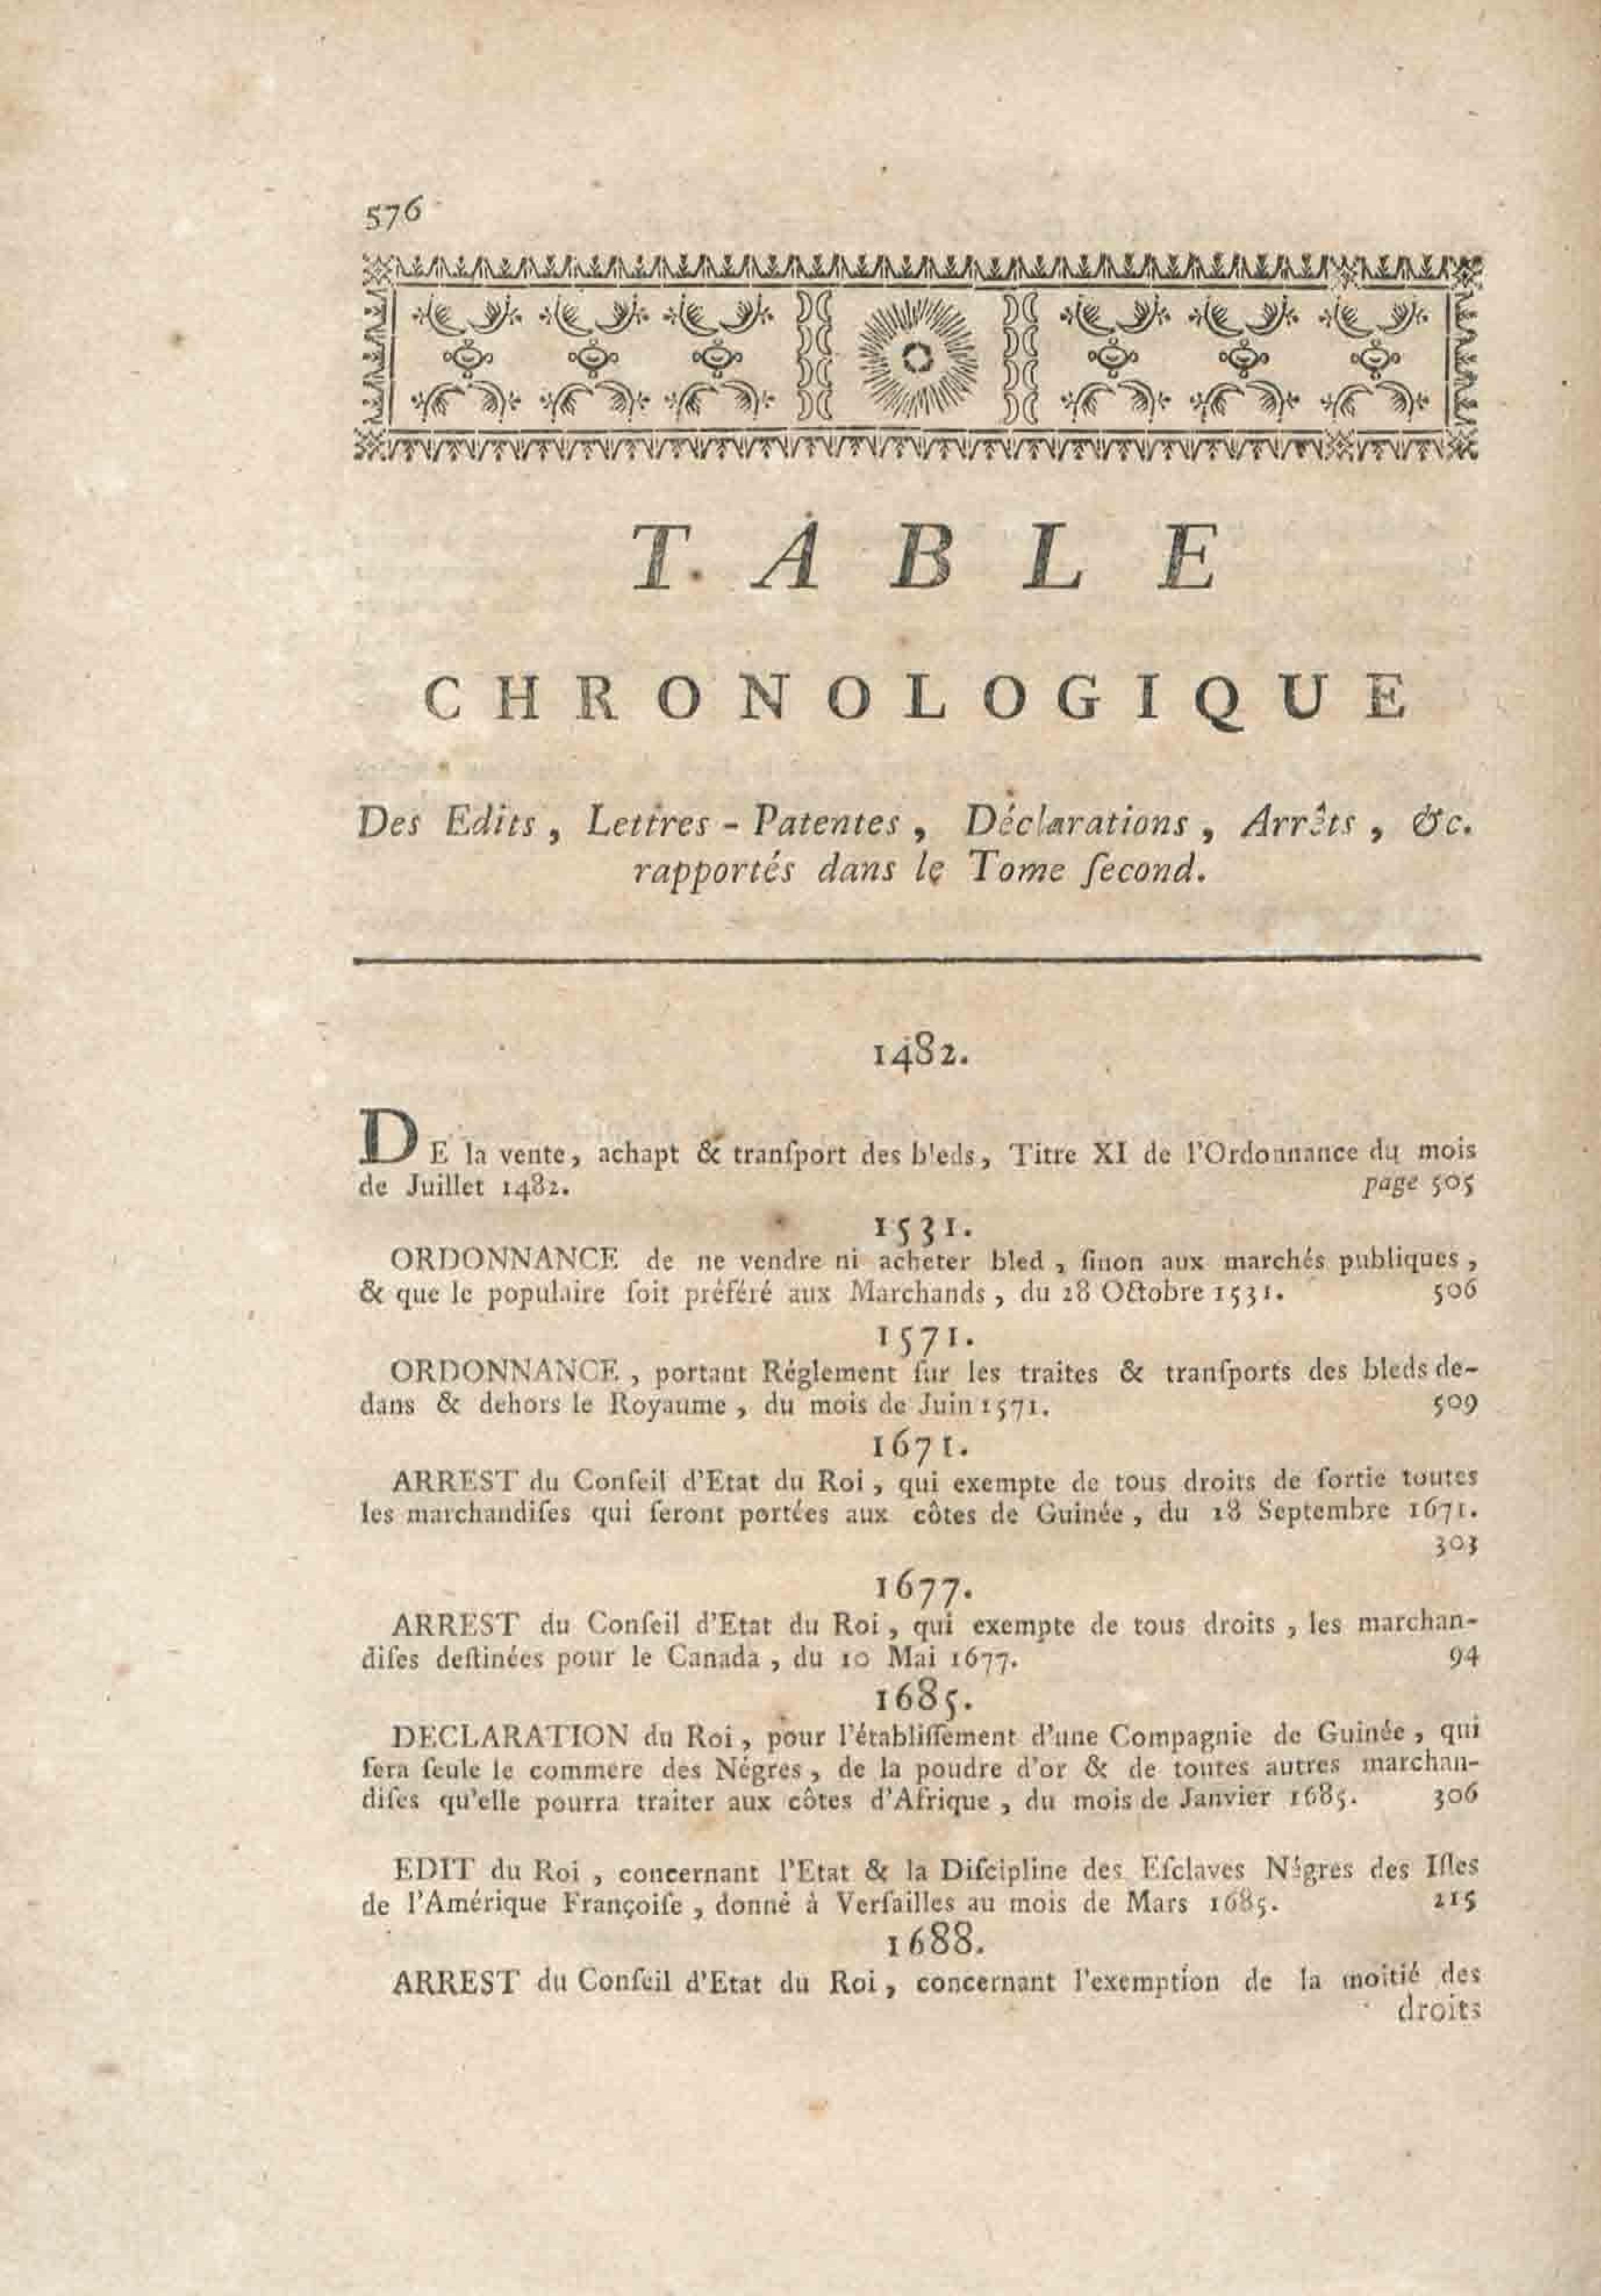 576
TABLE
CHRONOLOGIQUE
Des Edits, Lettres-Patentes, Déclarations, Arrêts, &c.
rapportés dans le Tome ſecond.
1482.
DE la vente, achapt & tranſport des bleds, Titre XI de l'Ordonnance du mois
de Juillet 1482. page 505
1531.
ORDONNANCE de ne vendre ni acheter bled, ſinon aux marchés publiques,
& que le populaire ſoit préféré aux Marchands, du 28 Octobre 1531. 506
1571.
ORDONNANCE, portant Réglement ſur les traites & tranſports des bleds de-
dans & dehors le Royaume, du mois de Juin 1571. 509
1671.
ARREST du Conſeil d'Etat du Roi, qui exempte de tous droits de ſortie toutes
les marchandiſes qui ſeront portées aux côtes de Guinée, du 18 Septembre 1671.
303
1677.
ARREST du Conſeil d'Etat du Roi, qui exempte de tous droits, les marchan-
diſes deſtinées pour le Canada, du 10 Mai 1677. 94
1685.
DECLARATION du Roi, pour l'établiſſement d'une Compagnie de Guinée, qui
ſera ſeule le commere des Négres, de la poudre d'or & de toutes autres marchan-
diſes qu'elle pourra traiter aux côtes d'Afrique, du mois de Janvier 1685. 306
EDIT du Roi, concernant l'Etat & la Diſcipline des Eſclaves Négres des Iſles
de l'Amérique Françoiſe, donné à Verſailles au mois de Mars 1685. 215
1688.
ARREST du Conſeil d'Etat du Roi, concernant l'exemption de la moitié des
droits